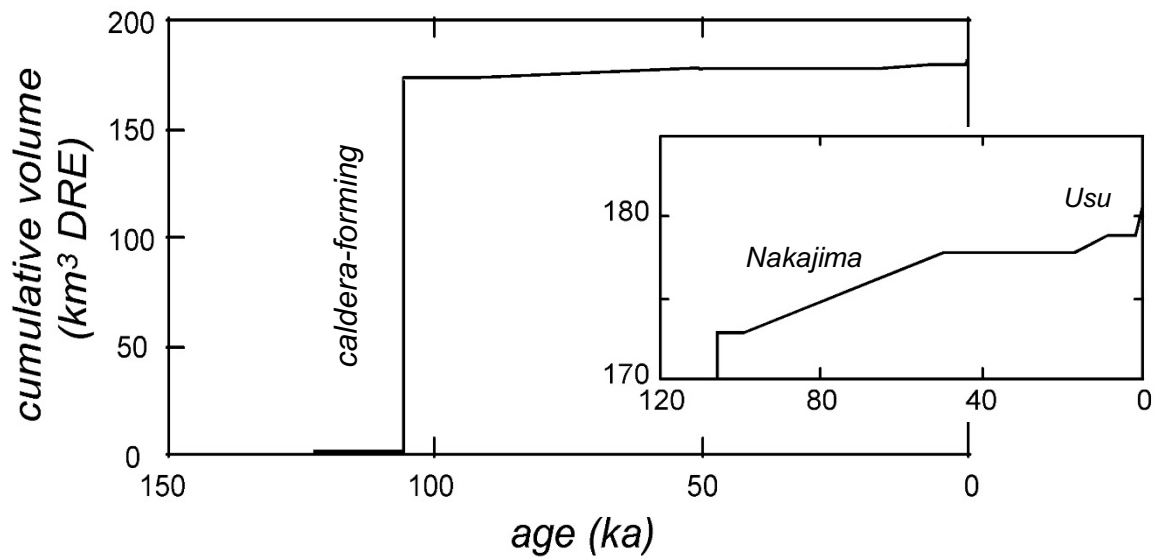 200
150
100
50
0
cumulative volume
(km³ DRE)
caldera-forming
180
170
Nakajima
Usu
120
80
40
0
150
100
50
0
age (ka)